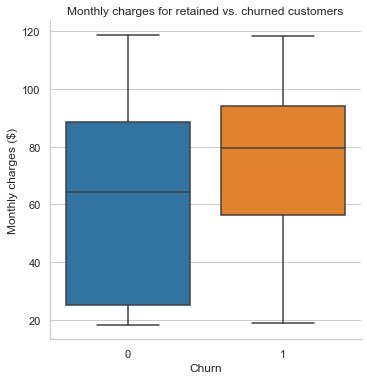 Monthly charges for retained vs. churned customers
120
100
80
60
40
20
Monthly charges ($)
0
1
Churn